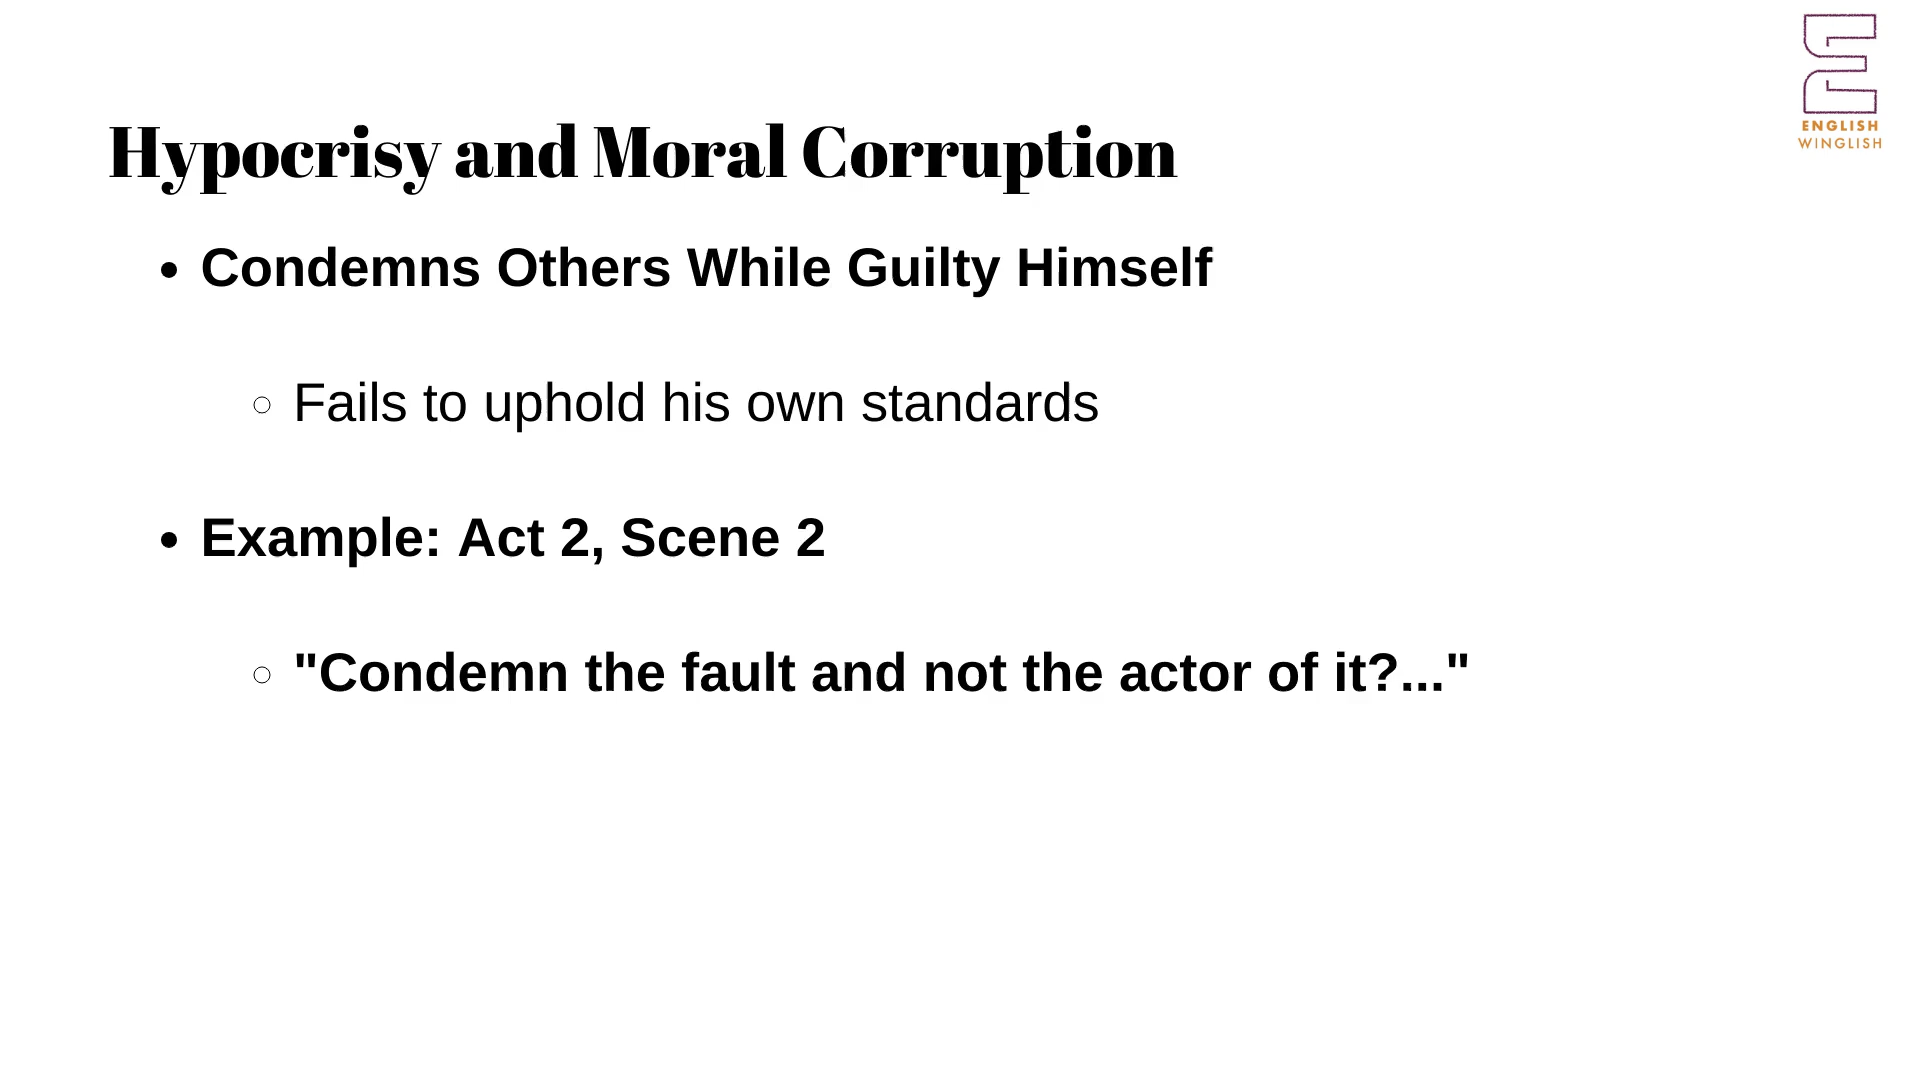 ENGLISH
WINGLISH
Hypocrisy and Moral Corruption
• Condemns Others While Guilty Himself
◦ Fails to uphold his own standards
• Example: Act 2, Scene 2
◦ "Condemn the fault and not the actor of it?..."